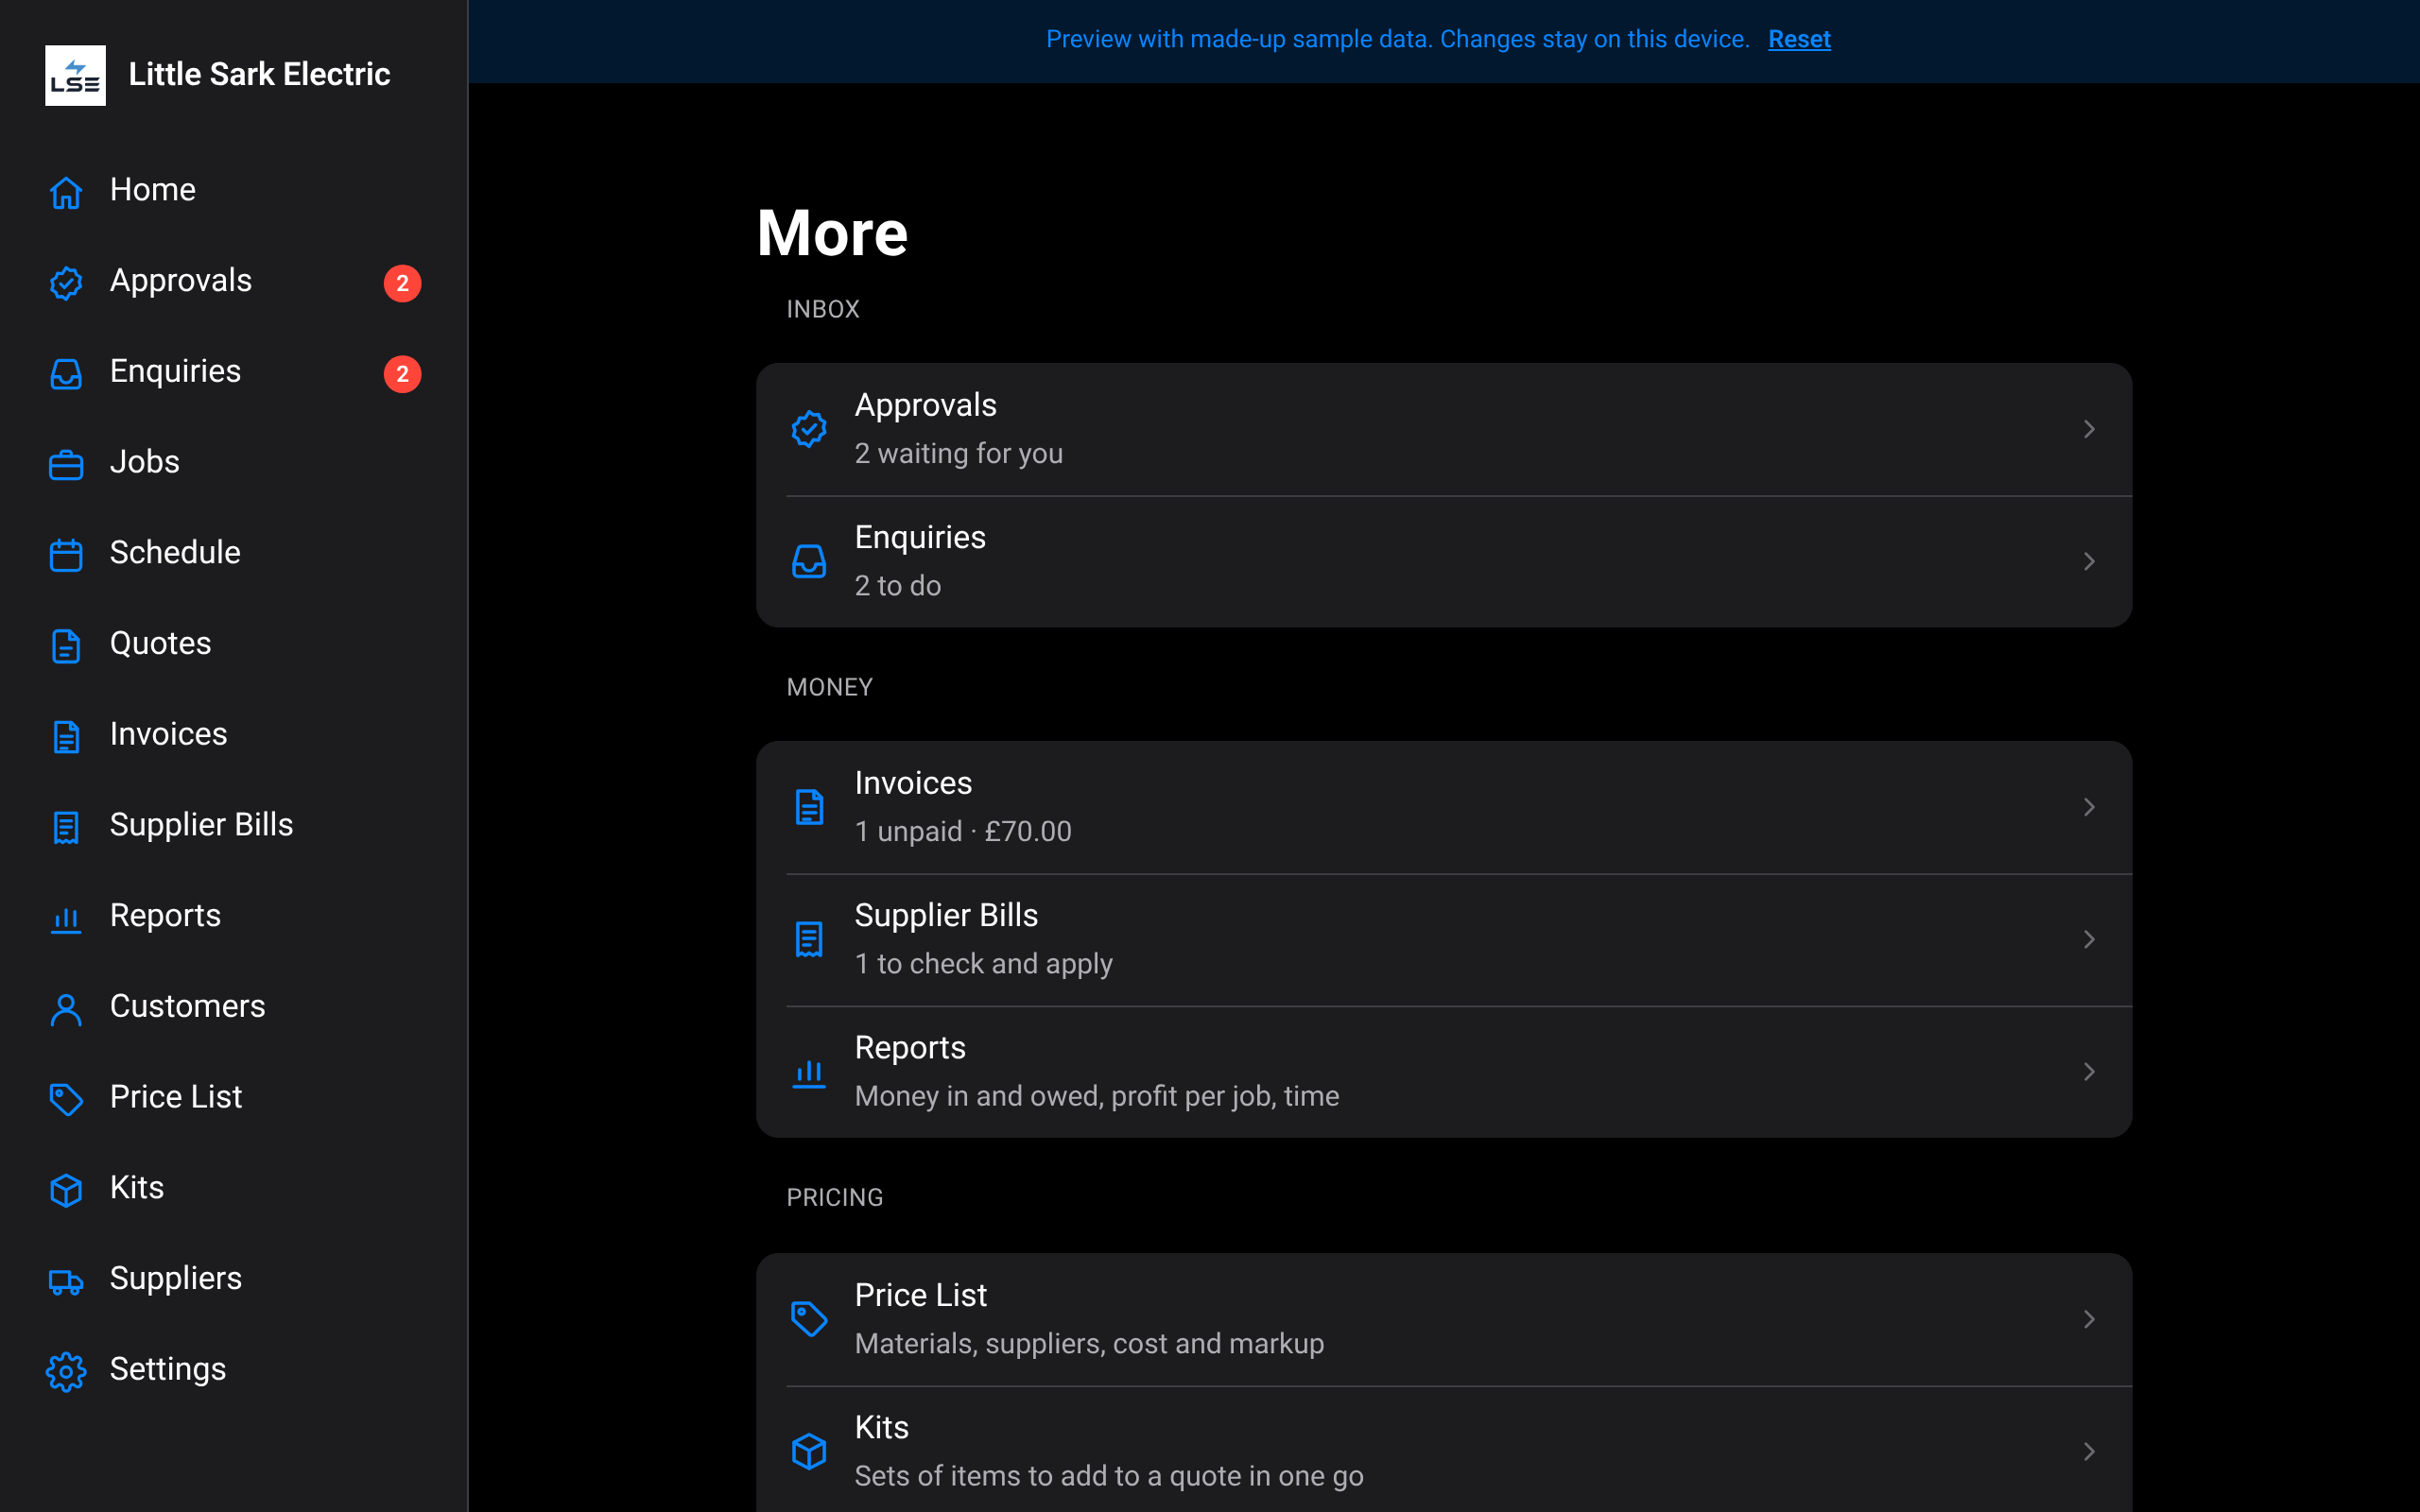 LSE
Little Sark Electric
Home
Approvals 2
Enquiries 2
Jobs
Schedule
Quotes
Invoices
Supplier Bills
Reports
Customers
Price List
Kits
Suppliers
Settings
Preview with made-up sample data. Changes stay on this device. Reset
More
INBOX
Approvals
2 waiting for you
Enquiries
2 to do
MONEY
Invoices
1 unpaid · £70.00
Supplier Bills
1 to check and apply
Reports
Money in and owed, profit per job, time
PRICING
Price List
Materials, suppliers, cost and markup
Kits
Sets of items to add to a quote in one go